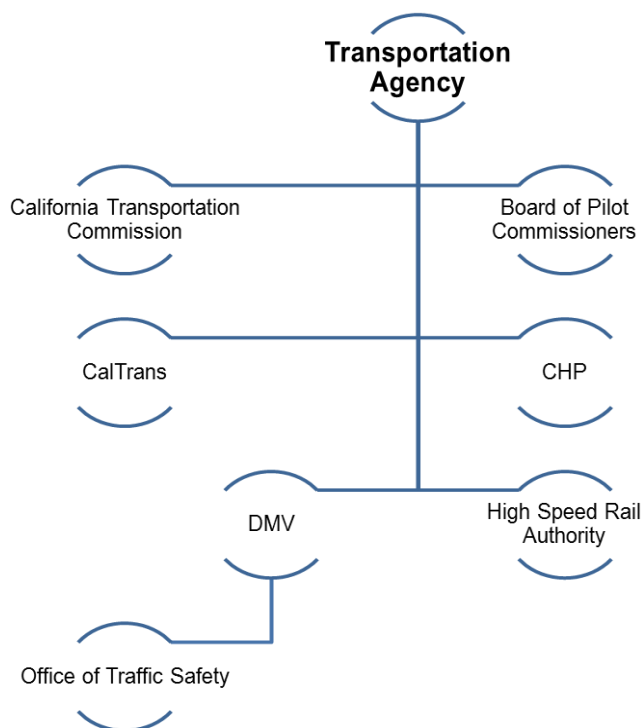 Transportation
Agency
California Transportation
Commission
Board of Pilot
Commissioners
CalTrans
CHP
DMV
High Speed Rail
Authority
Office of Traffic Safety